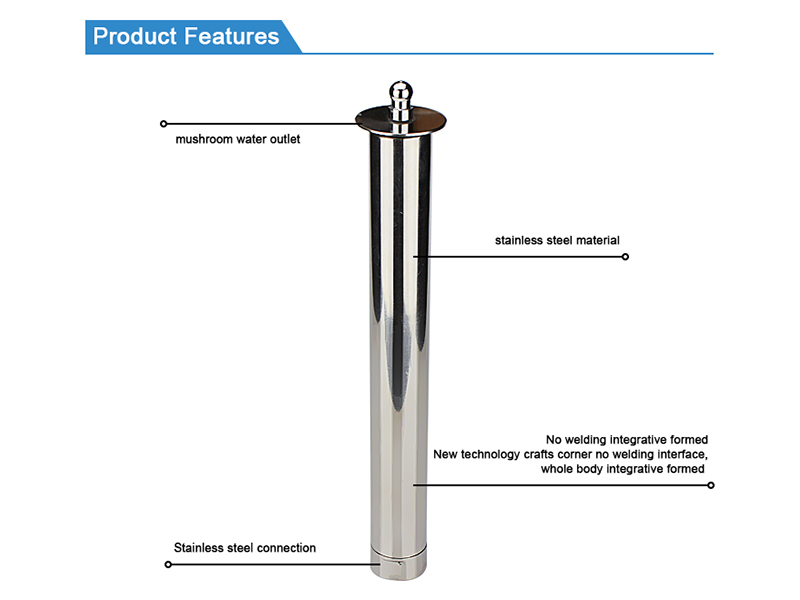 Product Features
mushroom water outlet
stainless steel material
No welding integrative formed
New technology crafts corner no welding interface,
whole body integrative formed
Stainless steel connection